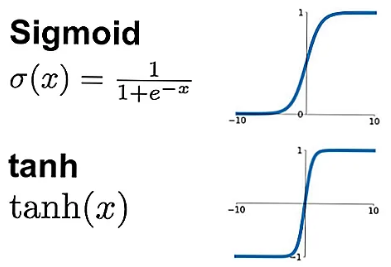 Sigmoid
σ(x) = 1/(1+e^{-x})
1
0
-10
10
tanh
tanh(x)
1
-10
10
-1